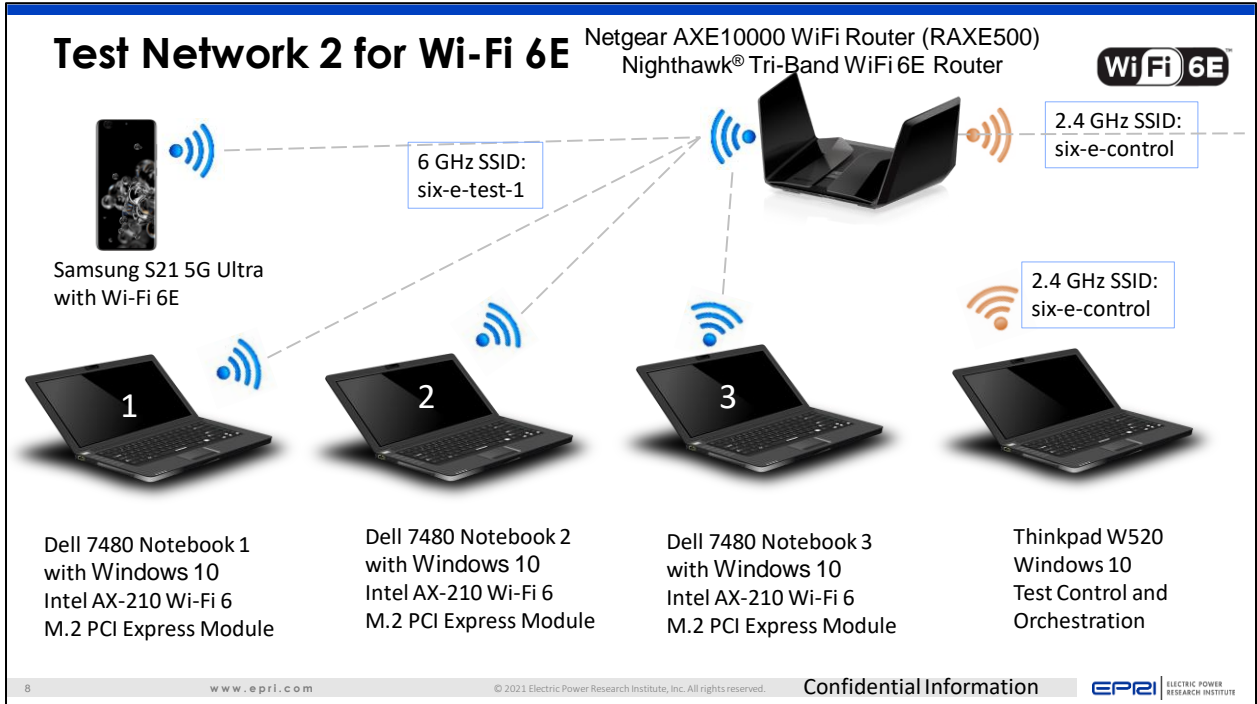 Test Network 2 for Wi-Fi 6E
Netgear AXE10000 WiFi Router (RAXE500)
Nighthawk® Tri-Band WiFi 6E Router
Wi Fi 6E™
2.4 GHz SSID:
six-e-control
6 GHz SSID:
six-e-test-1
Samsung S21 5G Ultra
with Wi-Fi 6E
2.4 GHz SSID:
six-e-control
1
2
3
Dell 7480 Notebook 1
with Windows 10
Intel AX-210 Wi-Fi 6
M.2 PCI Express Module
Dell 7480 Notebook 2
with Windows 10
Intel AX-210 Wi-Fi 6
M.2 PCI Express Module
Dell 7480 Notebook 3
with Windows 10
Intel AX-210 Wi-Fi 6
M.2 PCI Express Module
Thinkpad W520
Windows 10
Test Control and
Orchestration
8
www.epri.com
© 2021 Electric Power Research Institute, Inc. All rights reserved.
Confidential Information
EPRI
ELECTRIC POWER
RESEARCH INSTITUTE